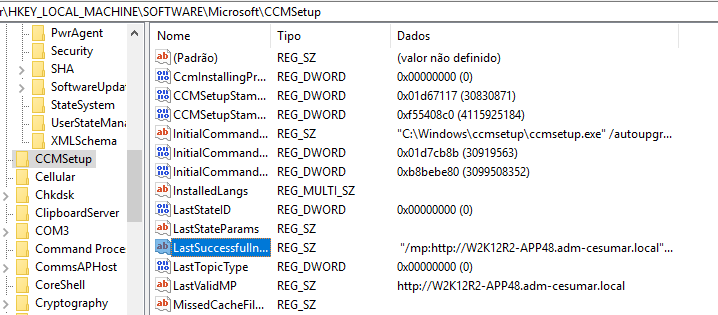 r\HKEY_LOCAL_MACHINE\SOFTWARE\Microsoft\CCMSetup
PwrAgent
Security
SHA
SoftwareUpda
StateSystem
UserStateMana
XMLSchema
CCMSetup
Cellular
Chkdsk
ClipboardServer
COM3
Command Proce
CommsAPHost
CoreShell
Cryptography
Nome Tipo Dados
(Padrão) REG_SZ (valor não definido)
CcmInstallingPr... REG_DWORD 0x00000000 (0)
CCMSetupStam... REG_DWORD 0x01d67117 (30830871)
CCMSetupStam... REG_DWORD 0xf55408c0 (4115925184)
InitialCommand... REG_SZ "C:\Windows\ccmsetup\ccmsetup.exe" /autoupgr...
InitialCommand... REG_DWORD 0x01d7cb8b (30919563)
InitialCommand... REG_DWORD 0xb8bebe80 (3099508352)
InstalledLangs REG_MULTI_SZ
LastStateID REG_DWORD 0x00000000 (0)
LastStateParams REG_SZ
LastSuccessfulIn... REG_SZ "/mp:http://W2K12R2-APP48.adm-cesumar.local"...
LastTopicType REG_DWORD 0x00000000 (0)
LastValidMP REG_SZ http://W2K12R2-APP48.adm-cesumar.local
MissedCacheFil... REG_SZ